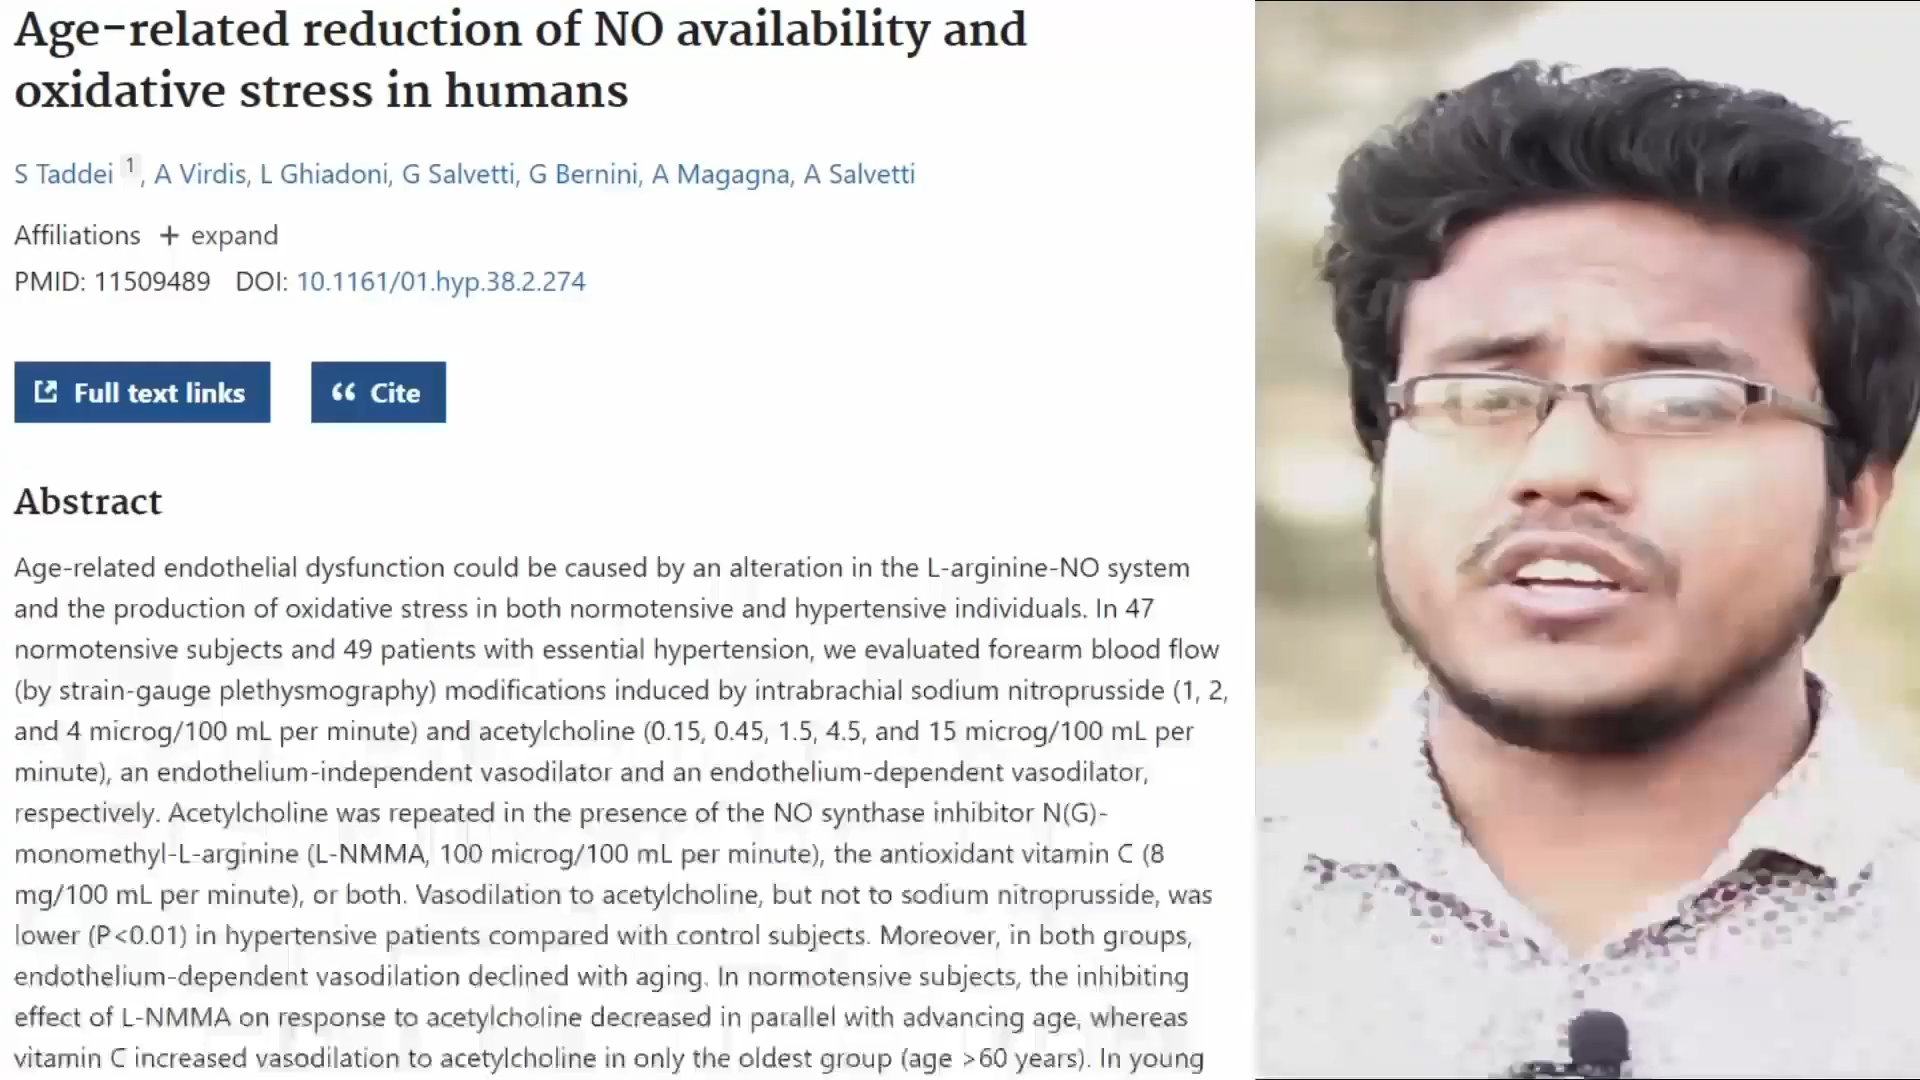 Age-related reduction of NO availability and
oxidative stress in humans
S Taddei 1, A Virdis, L Ghiadoni, G Salvetti, G Bernini, A Magagna, A Salvetti
Affiliations + expand
PMID: 11509489 DOI: 10.1161/01.hyp.38.2.274
Full text links
Cite
Abstract
Age-related endothelial dysfunction could be caused by an alteration in the L-arginine-NO system
and the production of oxidative stress in both normotensive and hypertensive individuals. In 47
normotensive subjects and 49 patients with essential hypertension, we evaluated forearm blood flow
(by strain-gauge plethysmography) modifications induced by intrabrachial sodium nitroprusside (1, 2,
and 4 microg/100 mL per minute) and acetylcholine (0.15, 0.45, 1.5, 4.5, and 15 microg/100 mL per
minute), an endothelium-independent vasodilator and an endothelium-dependent vasodilator,
respectively. Acetylcholine was repeated in the presence of the NO synthase inhibitor N(G)-
monomethyl-L-arginine (L-NMMA, 100 microg/100 mL per minute), the antioxidant vitamin C (8
mg/100 mL per minute), or both. Vasodilation to acetylcholine, but not to sodium nitroprusside, was
lower (P<0.01) in hypertensive patients compared with control subjects. Moreover, in both groups,
endothelium-dependent vasodilation declined with aging. In normotensive subjects, the inhibiting
effect of L-NMMA on response to acetylcholine decreased in parallel with advancing age, whereas
vitamin C increased vasodilation to acetylcholine in only the oldest group (age >60 years). In young